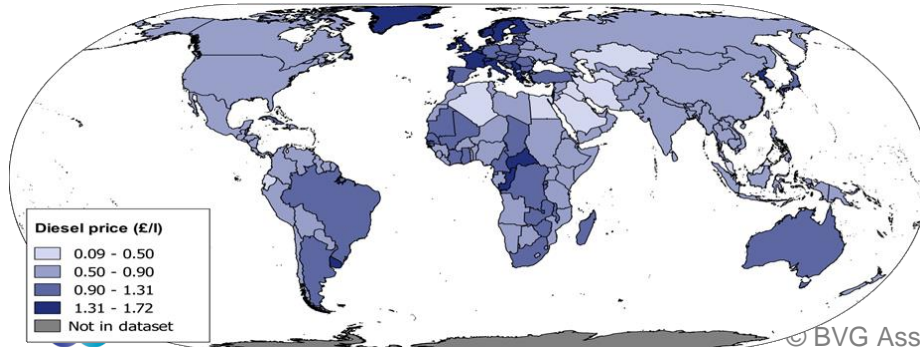 Diesel price (£/l)
0.09 - 0.50
0.50 - 0.90
0.90 - 1.31
1.31 - 1.72
Not in dataset
© BVG Ass